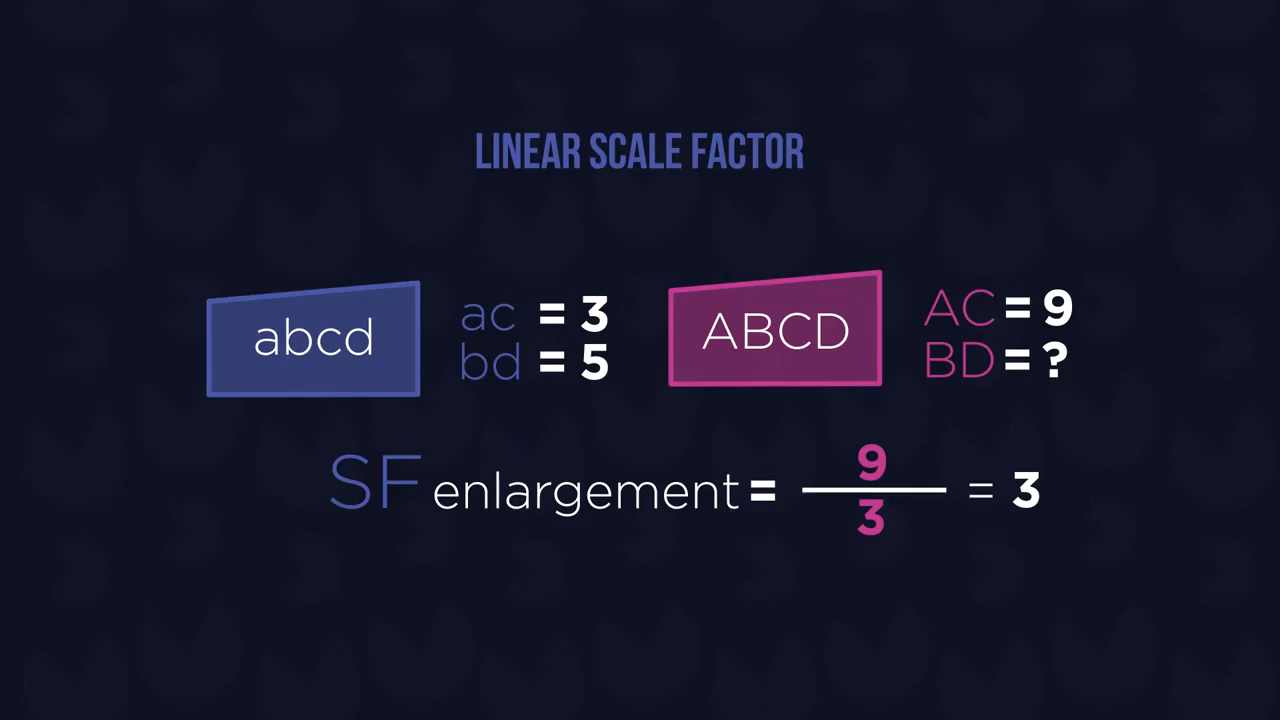 LINEAR SCALE FACTOR
abcd
ac = 3
bd = 5
ABCD
AC = 9
BD = ?
SF enlargement = 9/3 = 3